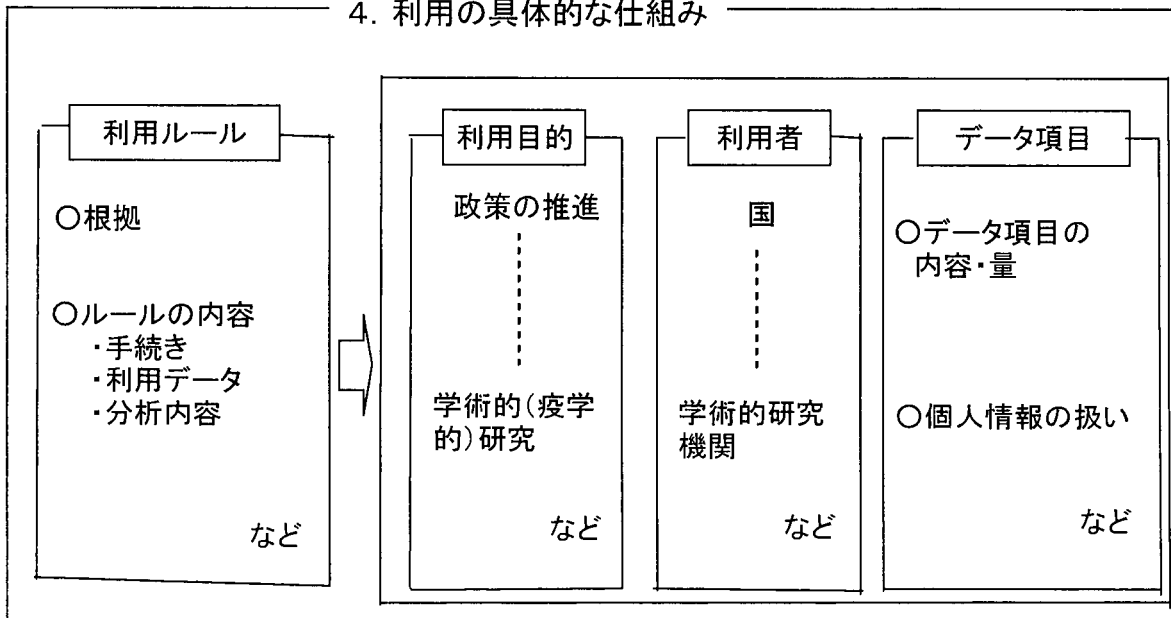 4．利用の具体的な仕組み
利用ルール
○根拠
○ルールの内容
・手続き
・利用データ
・分析内容
など
利用目的
政策の推進
学術的（疫学
的）研究
など
利用者
国
学術的研究
機関
など
データ項目
○データ項目の
内容・量
○個人情報の扱い
など